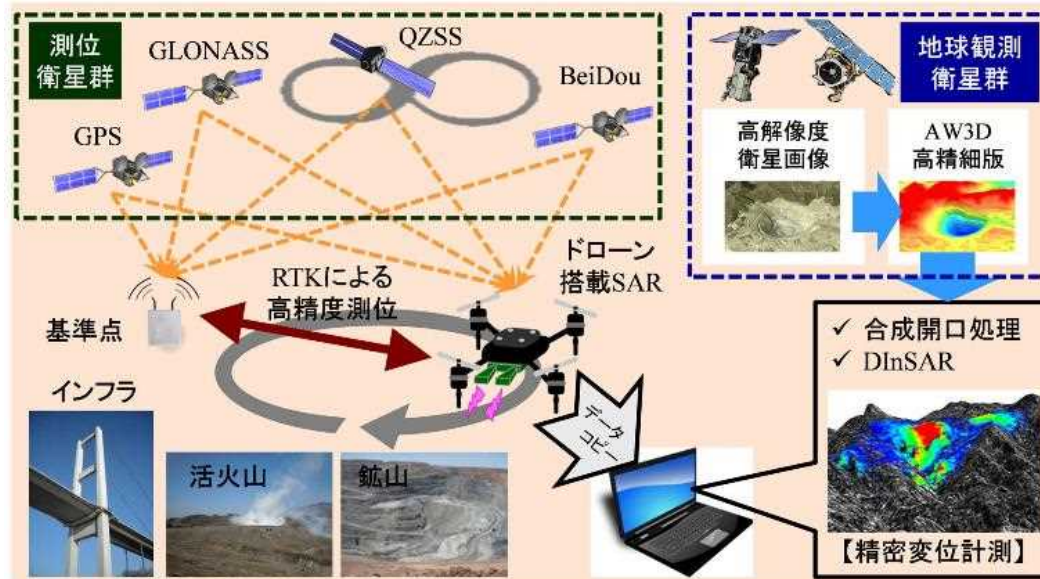 測位
衛星群
GLONASS
QZSS
BeiDou
GPS
地球観測
衛星群
高解像度
衛星画像
AW3D
高精細版
RTKによる
高精度測位
ドローン
搭載SAR
基準点
インフラ
活火山
鉱山
データ
コピー
✓ 合成開口処理
✓ DInSAR
【精密変位計測】